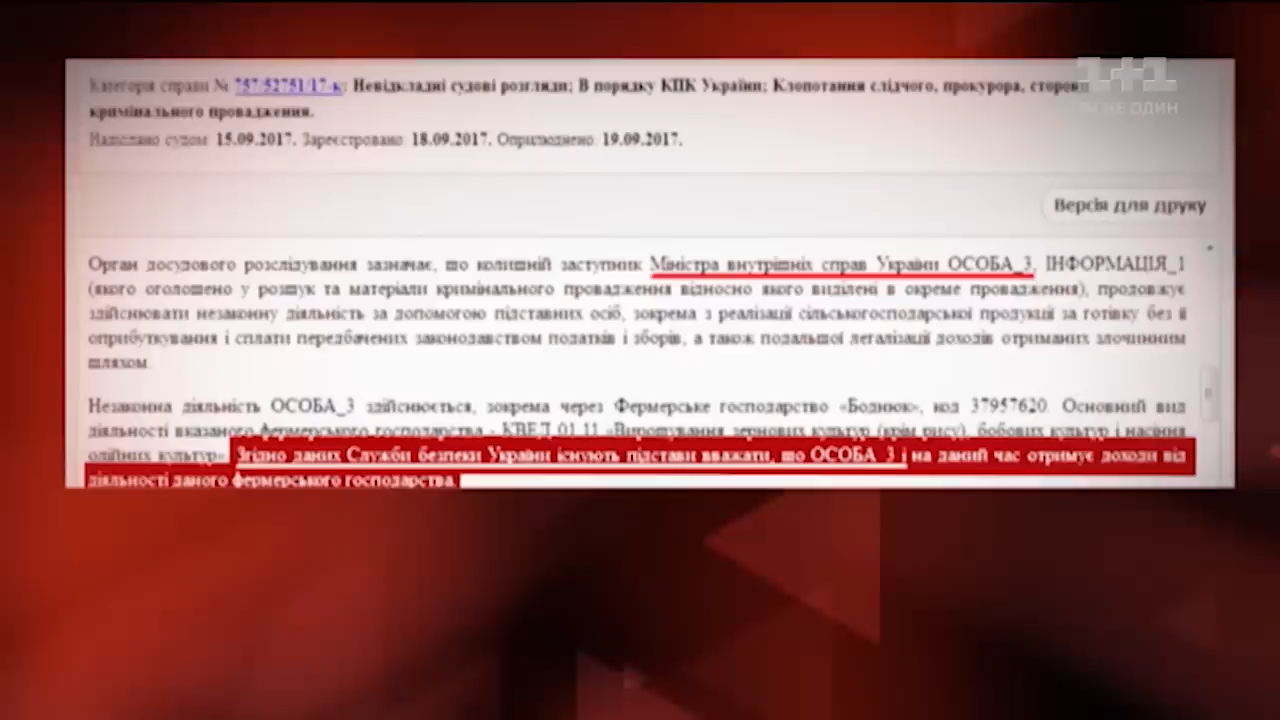 1+1
ТИ НЕ ОДИН
Категорія справи № 757/52751/17-к: Невідкладні судові розгляди; В порядку КПК України; Клопотання слідчого, прокурора, сторони
кримінального провадження.
Надіслано судом: 15.09.2017. Зареєстровано: 18.09.2017. Оприлюднено: 19.09.2017.
Версія для друку
Орган досудового розслідування зазначає, що колишній заступник Міністра внутрішніх справ України ОСОБА_3, ІНФОРМАЦІЯ_1
(якого оголошено у розшук та матеріали кримінального провадження відносно якого виділені в окреме провадження), продовжує
здійснювати незаконну діяльність за допомогою підставних осіб, зокрема з реалізації сільськогосподарської продукції за готівку без її
оприбуткування і сплати передбачених законодавством податків і зборів, а також подальшої легалізації доходів отриманих злочинним
шляхом.
Незаконна діяльність ОСОБА_3 здійснюється, зокрема через Фермерське господарство «Боднюк», код 37957620. Основний вид
діяльності вказаного фермерського господарства - КВЕД 01.11 «Вирощування зернових культур (крім рису), бобових культур і насіння
олійних культур». Згідно даних Служби безпеки України існують підстави вважати, що ОСОБА_3 і на даний час отримує доходи від
діяльності даного фермерського господарства.